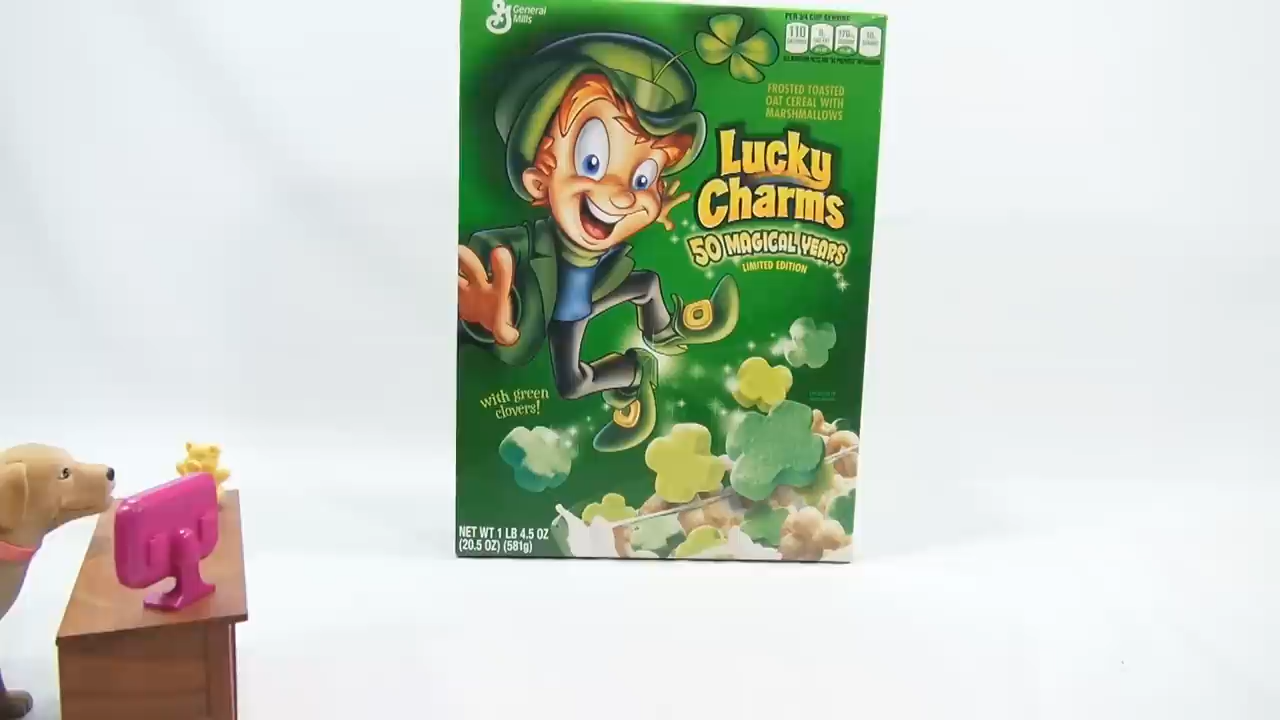 General
Mills
PER 3/4 CUP SERVING
110
CALORIES
FROSTED TOASTED
OAT CEREAL WITH
MARSHMALLOWS
Lucky
Charms
50 MAGICAL YEARS
LIMITED EDITION
with green
clovers!
NET WT 1 LB 4.5 OZ
(20.5 OZ) (581g)